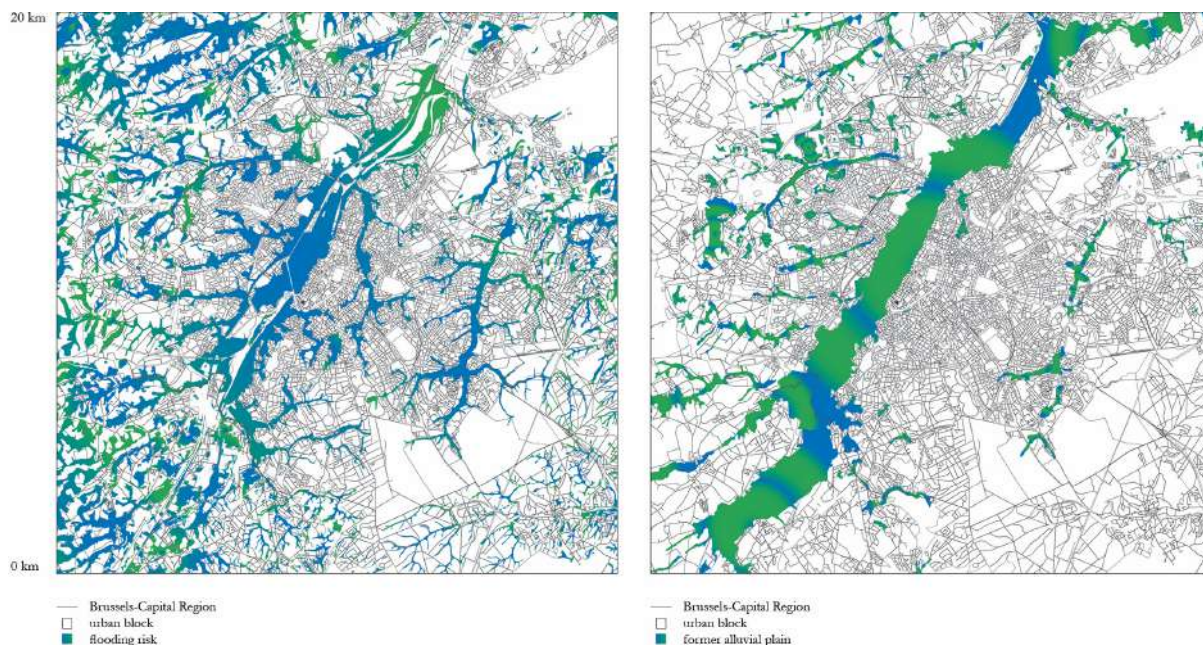 20 km
0 km
Brussels-Capital Region
urban block
flooding risk
Brussels-Capital Region
urban block
former alluvial plain